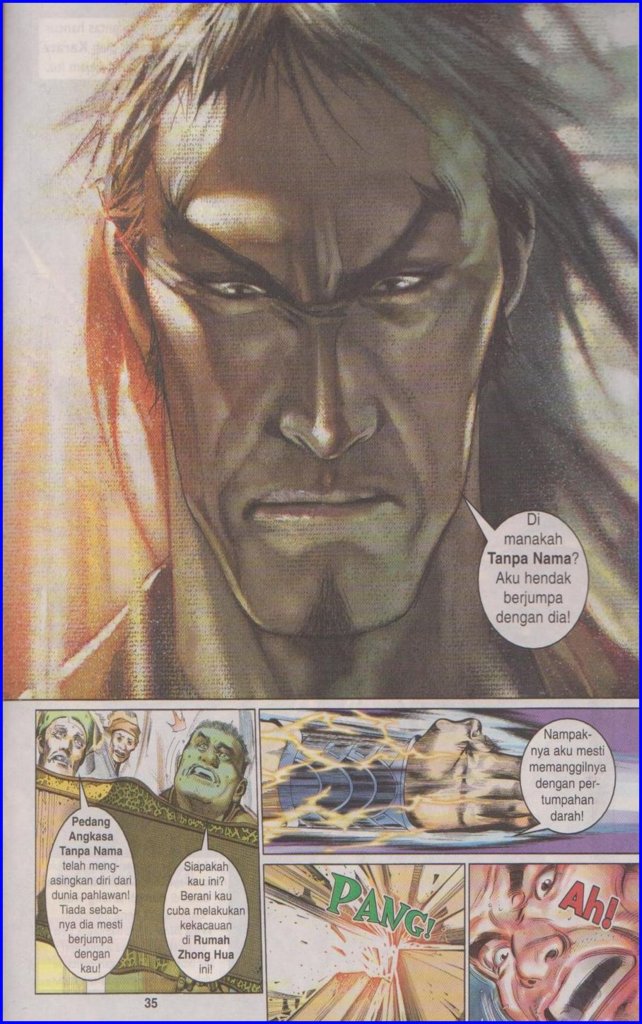 Di
manakah
Tanpa Nama?
Aku hendak
berjumpa
dengan dia!
Pedang
Angkasa
Tanpa Nama
telah meng-
asingkan diri dari
dunia pahlawan!
Tiada sebab-
nya dia mesti
berjumpa
dengan
kau!
Siapakah
kau ini?
Berani kau
cuba melakukan
kekacauan
di Rumah
Zhong Hua
ini!
Nampak-
nya aku mesti
memanggilnya
dengan per-
tumpahan
darah!
PANG!
Ah!
35